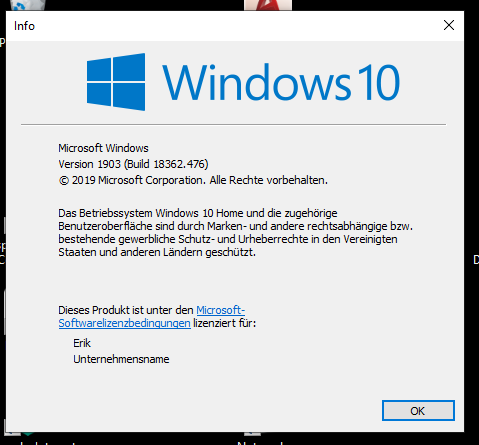 Info
Windows 10
Microsoft Windows
Version 1903 (Build 18362.476)
© 2019 Microsoft Corporation. Alle Rechte vorbehalten.
Das Betriebssystem Windows 10 Home und die zugehörige
Benutzeroberfläche sind durch Marken- und andere rechtsabhängige bzw.
bestehende gewerbliche Schutz- und Urheberrechte in den Vereinigten
Staaten und anderen Ländern geschützt.
Dieses Produkt ist unter den Microsoft-
Softwarelizenzbedingungen lizenziert für:
Erik
Unternehmensname
OK